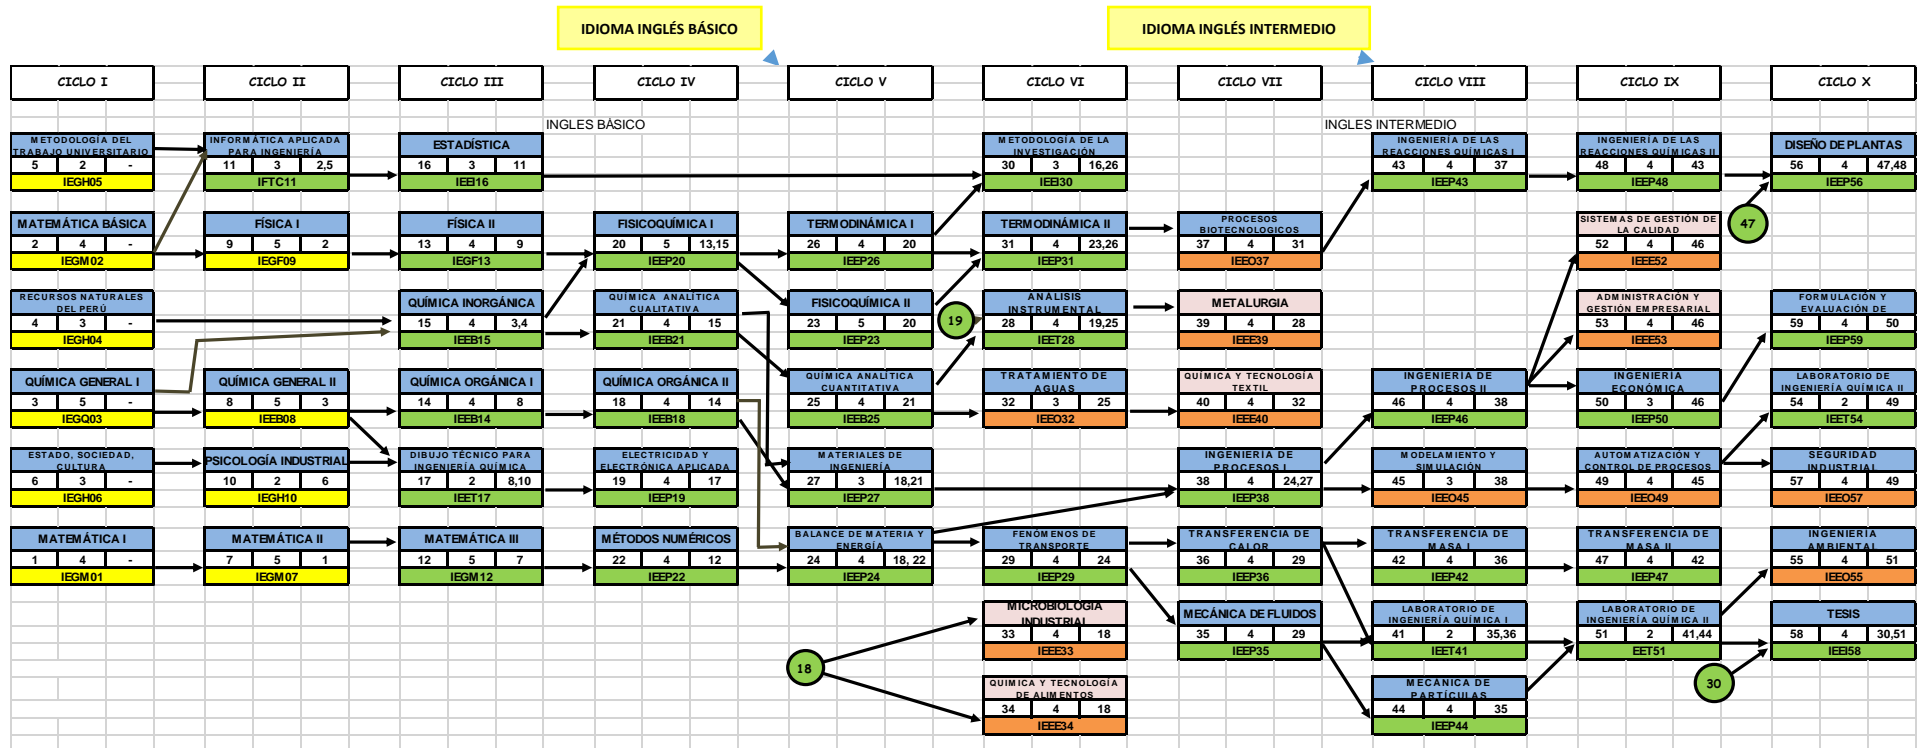 IDIOMA INGLÉS BÁSICO
IDIOMA INGLÉS INTERMEDIO
CICLO I
CICLO II
CICLO III
CICLO IV
CICLO V
CICLO VI
CICLO VII
CICLO VIII
CICLO IX
CICLO X
INGLES BÁSICO
INGLES INTERMEDIO
METODOLOGÍA DEL
TRABAJO UNIVERSITARIO
5 2 -
IEGH05
INFORMÁTICA APLICADA
PARA INGENIERÍA
11 3 2,5
IFTC11
ESTADÍSTICA
16 3 11
IEEI16
METODOLOGÍA DE LA
INVESTIGACIÓN
30 3 16,26
IEEI30
INGENIERÍA DE LAS
REACCIONES QUÍMICAS I
43 4 37
IEEP43
INGENIERÍA DE LAS
REACCIONES QUÍMICAS II
48 4 43
IEEP48
DISEÑO DE PLANTAS
56 4 47,48
IEEP56
MATEMÁTICA BÁSICA
2 4 -
IEGM02
FÍSICA I
9 5 2
IEGF09
FÍSICA II
13 4 9
IEGF13
FISICOQUÍMICA I
20 5 13,15
IEEP20
TERMODINÁMICA I
26 4 20
IEEP26
TERMODINÁMICA II
31 4 23,26
IEEP31
PROCESOS
BIOTECNOLOGICOS
37 4 31
IEEO37
SISTEMAS DE GESTIÓN DE
LA CALIDAD
52 4 46
IEEE52
47
RECURSOS NATURALES
DEL PERÚ
4 3 -
IEGH04
QUÍMICA INORGÁNICA
15 4 3,4
IEEB15
QUÍMICA ANALÍTICA
CUALITATIVA
21 4 15
IEEB21
FISICOQUÍMICA II
23 5 20
IEEP23
19
ANÁLISIS
INSTRUMENTAL
28 4 19,25
IEET28
METALURGIA
39 4 28
IEEE39
ADMINISTRACIÓN Y
GESTIÓN EMPRESARIAL
53 4 46
IEEE53
FORMULACIÓN Y
EVALUACIÓN DE
59 4 50
IEEP59
QUÍMICA GENERAL I
3 5 -
IEGQ03
QUÍMICA GENERAL II
8 5 3
IEEB08
QUÍMICA ORGÁNICA I
14 4 8
IEEB14
QUÍMICA ORGÁNICA II
18 4 14
IEEB18
QUÍMICA ANALÍTICA
CUANTITATIVA
25 4 21
IEEB25
TRATAMIENTO DE
AGUAS
32 3 25
IEEO32
QUÍMICA Y TECNOLOGÍA
TEXTIL
40 4 32
IEEE40
INGENIERÍA DE
PROCESOS II
46 4 38
IEEP46
INGENIERÍA
ECONÓMICA
50 3 46
IEEP50
LABORATORIO DE
INGENIERÍA QUÍMICA II
54 2 49
IEET54
ESTADO, SOCIEDAD,
CULTURA
6 3 -
IEGH06
PSICOLOGÍA INDUSTRIAL
10 2 6
IEGH10
DIBUJO TÉCNICO PARA
INGENIERÍA QUÍMICA
17 2 8,10
IEET17
ELECTRICIDAD Y
ELECTRÓNICA APLICADA
19 4 17
IEEP19
MATERIALES DE
INGENIERÍA
27 3 18,21
IEEP27
INGENIERÍA DE
PROCESOS I
38 4 24,27
IEEP38
MODELAMIENTO Y
SIMULACIÓN
45 3 38
IEEO45
AUTOMATIZACIÓN Y
CONTROL DE PROCESOS
49 4 45
IEEO49
SEGURIDAD
INDUSTRIAL
57 4 49
IEEO57
MATEMÁTICA I
1 4 -
IEGM01
MATEMÁTICA II
7 5 1
IEGM07
MATEMÁTICA III
12 5 7
IEGM12
MÉTODOS NUMÉRICOS
22 4 12
IEEP22
BALANCE DE MATERIA Y
ENERGÍA
24 4 18, 22
IEEP24
FENÓMENOS DE
TRANSPORTE
29 4 24
IEEP29
TRANSFERENCIA DE
CALOR
36 4 29
IEEP36
TRANSFERENCIA DE
MASA I
42 4 36
IEEP42
TRANSFERENCIA DE
MASA II
47 4 42
IEEP47
INGENIERÍA
AMBIENTAL
55 4 51
IEEO55
18
MICROBIOLOGÍA
INDUSTRIAL
33 4 18
IEEE33
MECÁNICA DE FLUIDOS
35 4 29
IEEP35
LABORATORIO DE
INGENIERÍA QUÍMICA I
41 2 35,36
IEET41
LABORATORIO DE
INGENIERÍA QUÍMICA II
51 2 41,44
EET51
TESIS
58 4 30,51
IEEI58
30
QUIMICA Y TECNOLOGÍA
DE ALIMENTOS
34 4 18
IEEE34
MECÁNICA DE
PARTÍCULAS
44 4 35
IEEP44